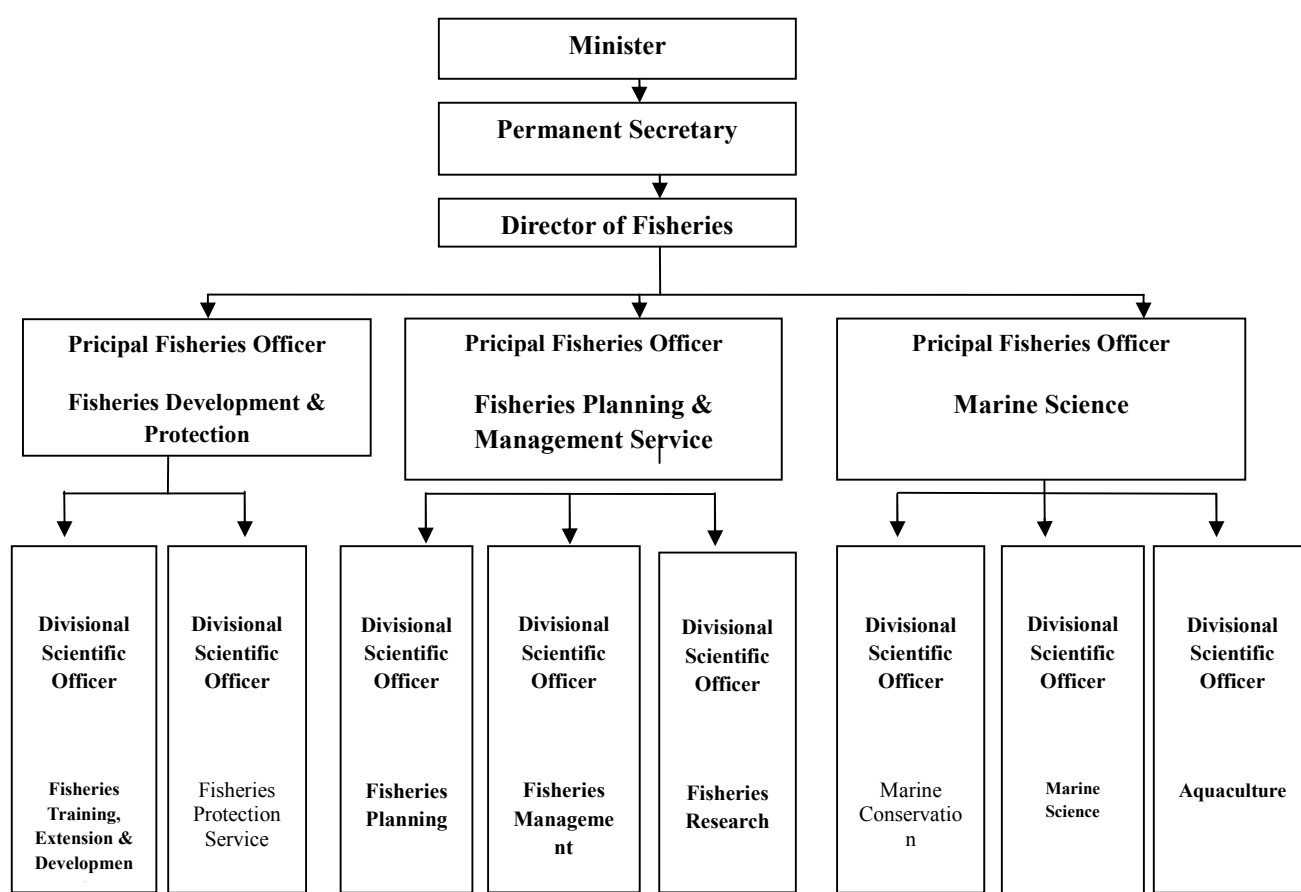 Minister
Permanent Secretary
Director of Fisheries
Pricipal Fisheries Officer
Fisheries Development &
Protection
Pricipal Fisheries Officer
Fisheries Planning &
Management Service
Pricipal Fisheries Officer
Marine Science
Divisional
Scientific
Officer
Fisheries
Training,
Extension &
Developmen
Divisional
Scientific
Officer
Fisheries
Protection
Service
Divisional
Scientific
Officer
Fisheries
Planning
Divisional
Scientific
Officer
Fisheries
Manageme
nt
Divisional
Scientific
Officer
Fisheries
Research
Divisional
Scientific
Officer
Marine
Conservatio
n
Divisional
Scientific
Officer
Marine
Science
Divisional
Scientific
Officer
Aquaculture